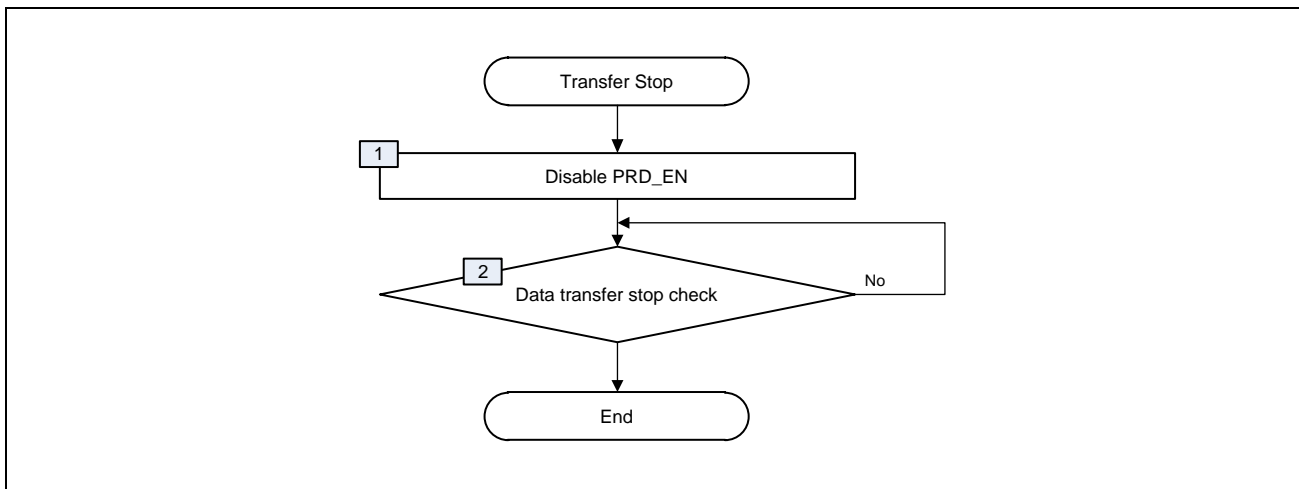 Transfer Stop
1
Disable PRD_EN
2
Data transfer stop check
No
End